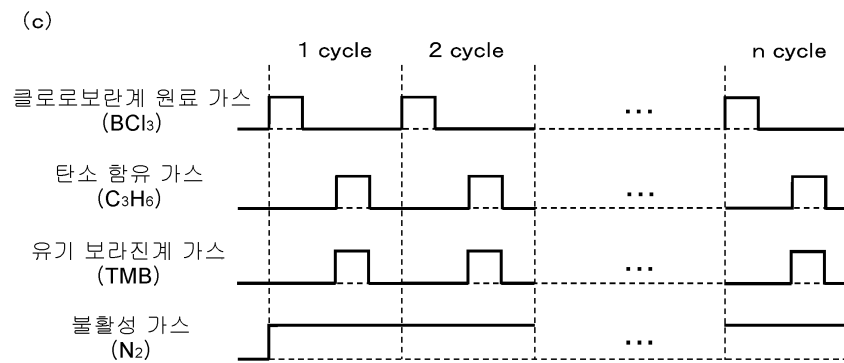 (c)
1 cycle 2 cycle n cycle
클로로보란계 원료 가스
(BCl₃)
...
탄소 함유 가스
(C₃H₆)
...
유기 보라진계 가스
(TMB)
...
불활성 가스
(N₂)
...